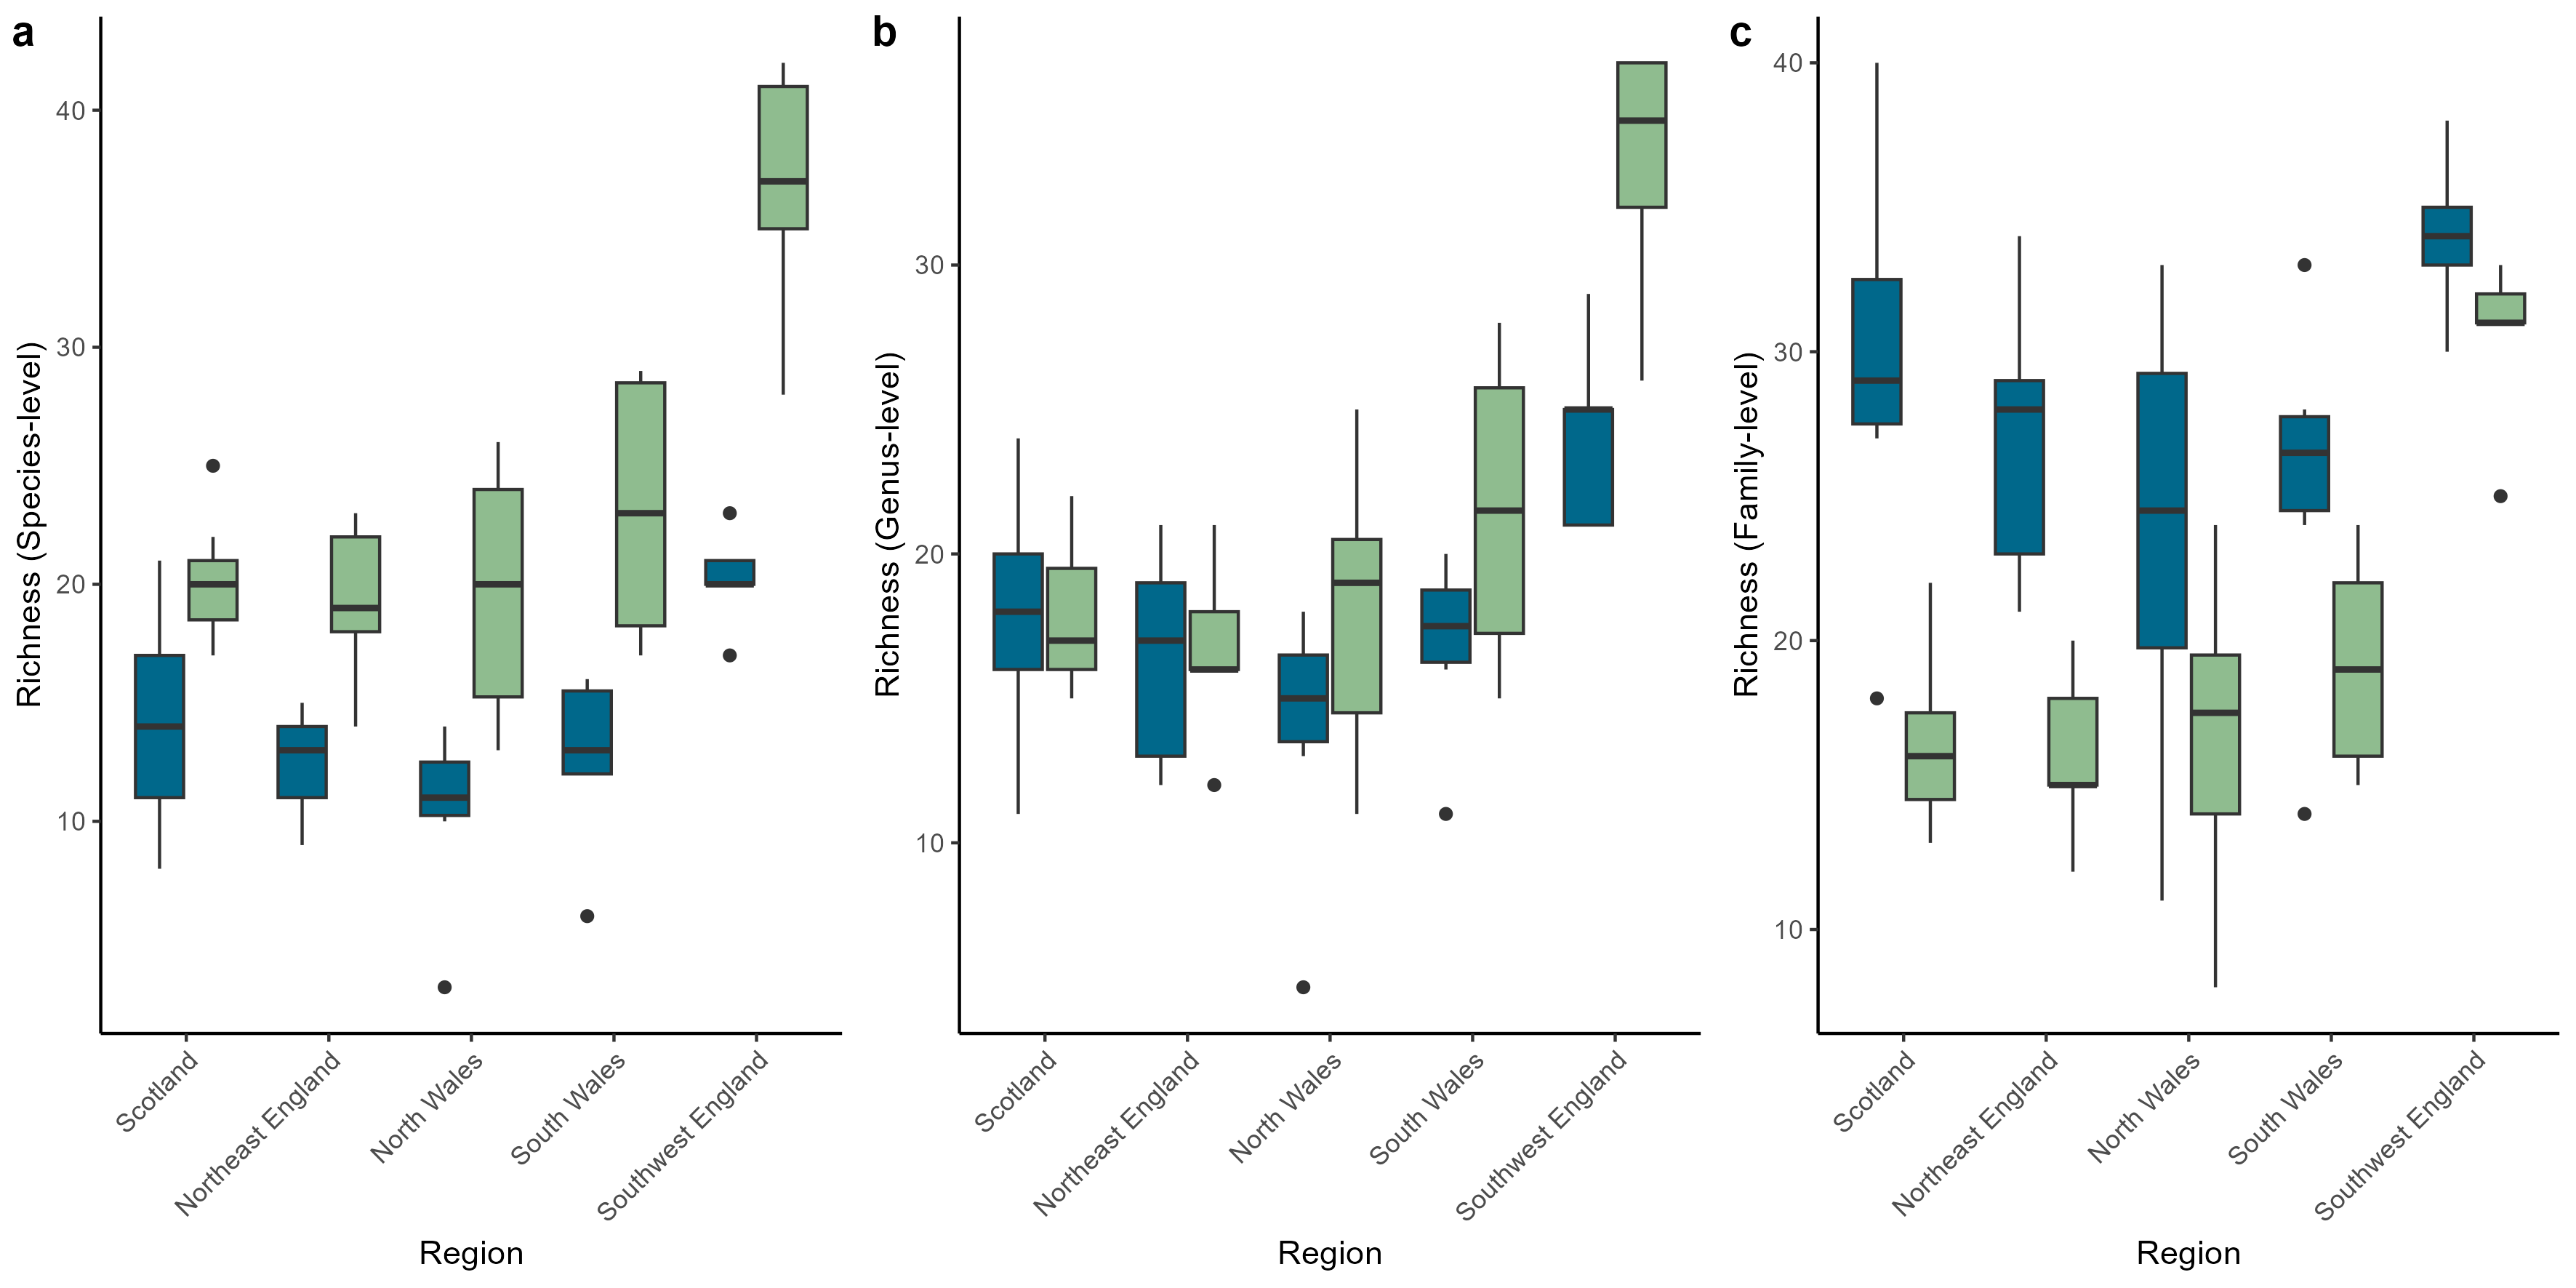 a
Richness (Species-level)
40
30
20
10
Scotland
Northeast England
North Wales
South Wales
Southwest England
Region
b
Richness (Genus-level)
30
20
10
Scotland
Northeast England
North Wales
South Wales
Southwest England
Region
c
Richness (Family-level)
40
30
20
10
Scotland
Northeast England
North Wales
South Wales
Southwest England
Region